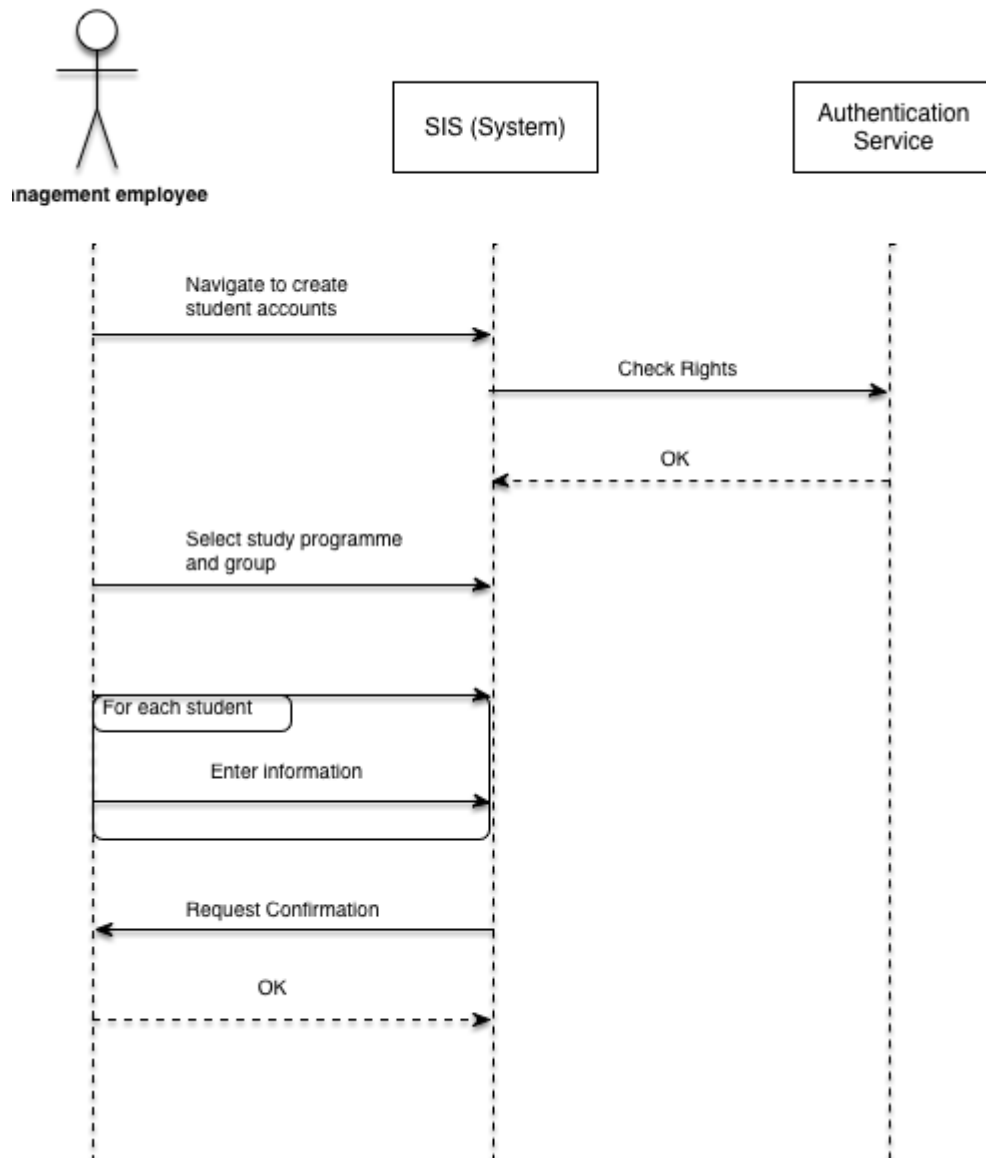 SIS (System)
Authentication
Service
nagement employee
Navigate to create
student accounts
Check Rights
OK
Select study programme
and group
For each student
Enter information
Request Confirmation
OK